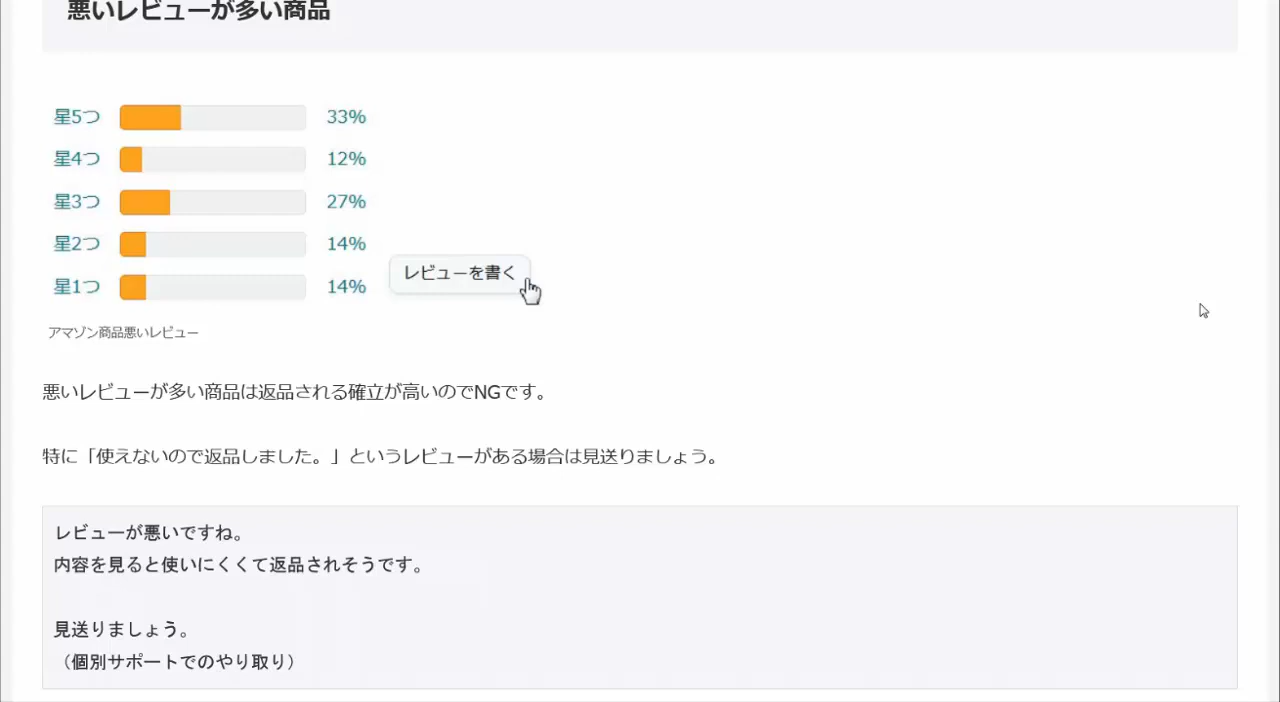 悪いレビューが多い商品
星5つ 33%
星4つ 12%
星3つ 27%
星2つ 14%
星1つ 14%
レビューを書く
アマゾン商品悪いレビュー
悪いレビューが多い商品は返品される確立が高いのでNGです。
特に「使えないので返品しました。」というレビューがある場合は見送りましょう。
レビューが悪いですね。
内容を見ると使いにくくて返品されそうです。
見送りましょう。
（個別サポートでのやり取り）